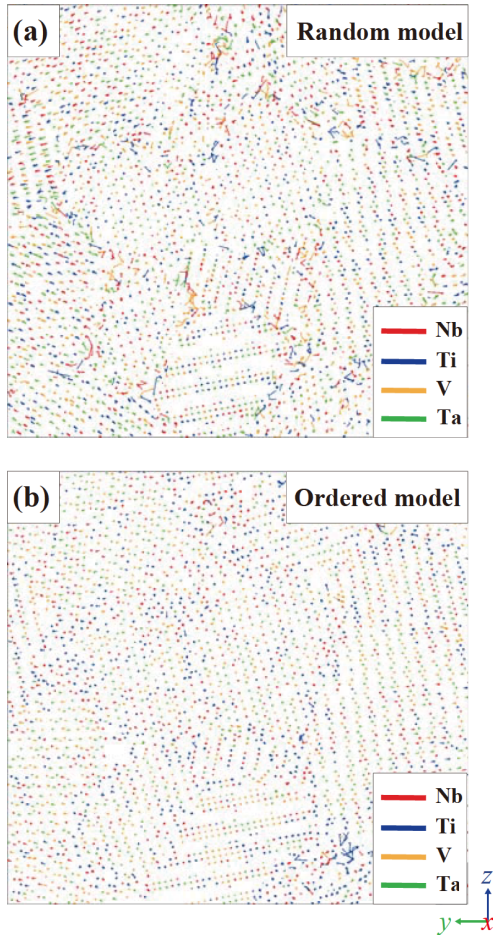 (a)
Random model
Nb
Ti
V
Ta
(b)
Ordered model
Nb
Ti
V
Ta
z
y
x